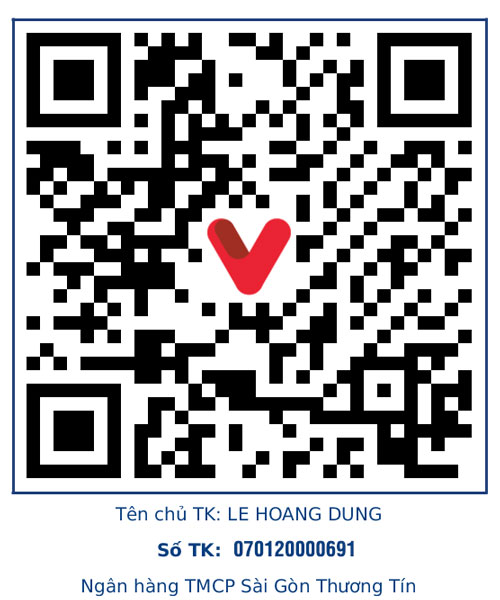 Tên chủ TK: LE HOANG DUNG
Số TK: 070120000691
Ngân hàng TMCP Sài Gòn Thương Tín